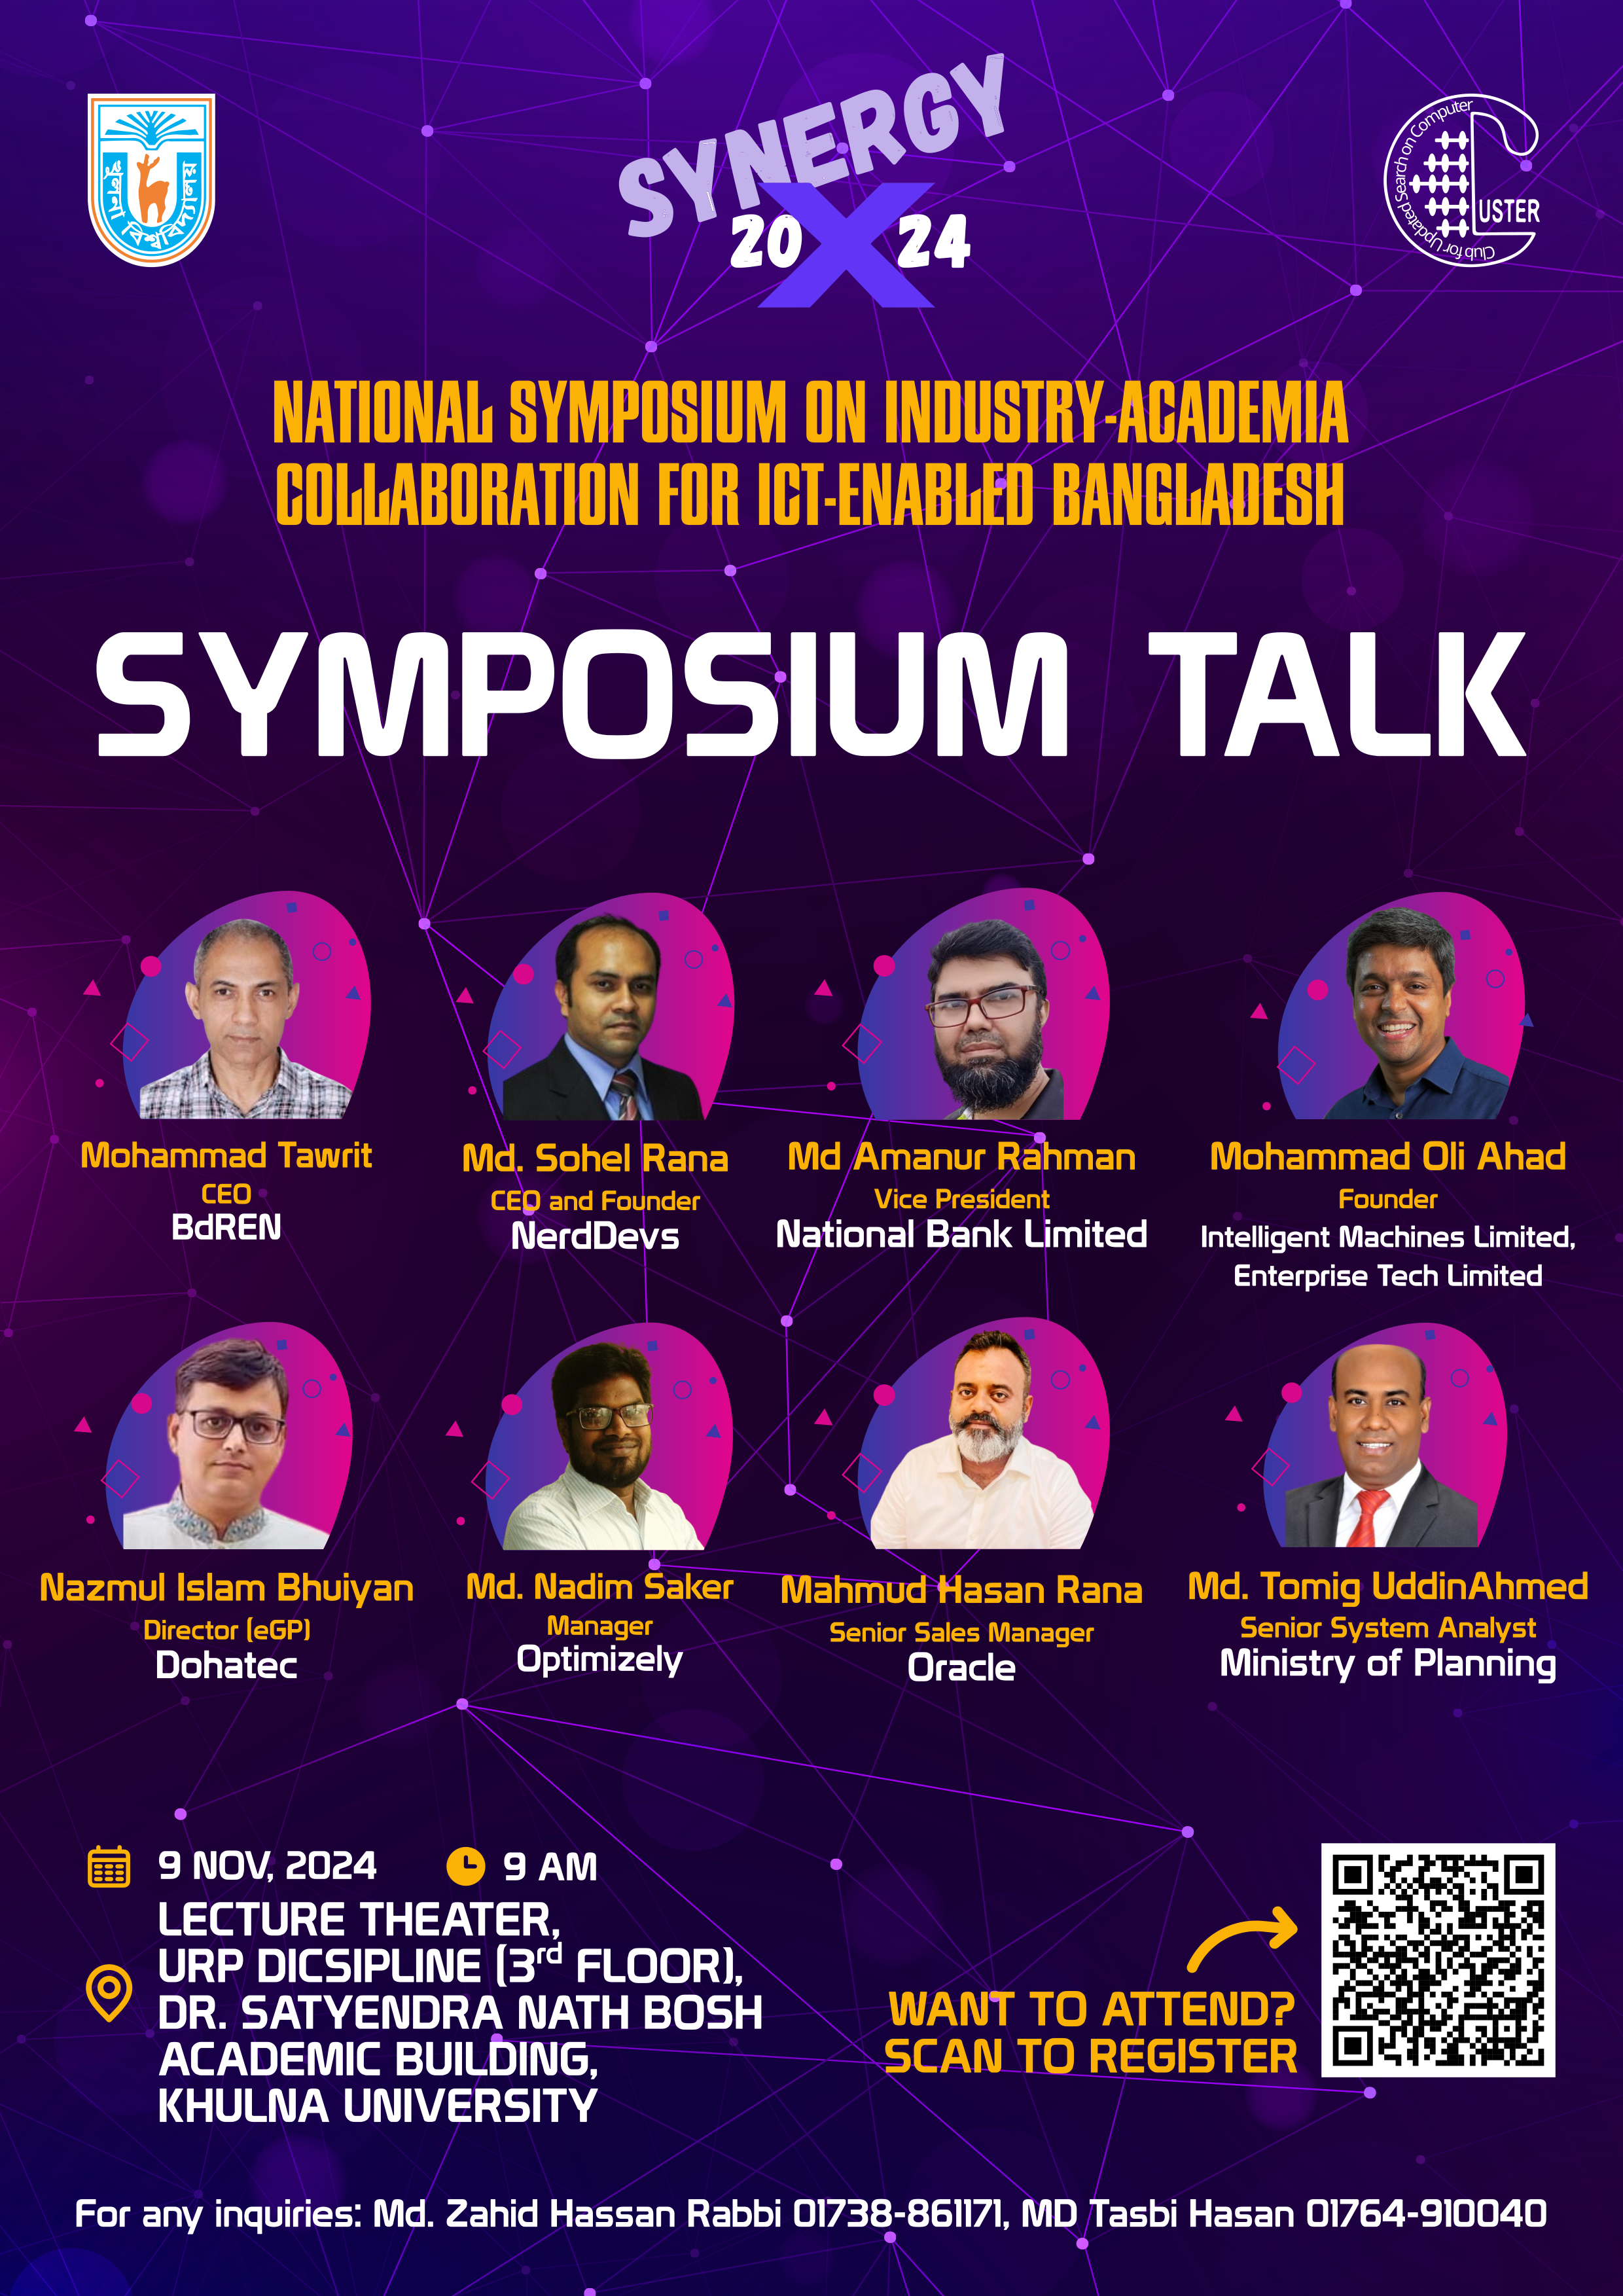 খুলনা বিশ্ববিদ্যালয়
SYNERGY
X
20 24
Club for Updated Search on Computer
CLUSTER
NATIONAL SYMPOSIUM ON INDUSTRY-ACADEMIA
COLLABORATION FOR ICT-ENABLED BANGLADESH
SYMPOSIUM TALK
Mohammad Tawrit
CEO
BdREN
Md. Sohel Rana
CEO and Founder
NerdDevs
Md Amanur Rahman
Vice President
National Bank Limited
Mohammad Oli Ahad
Founder
Intelligent Machines Limited,
Enterprise Tech Limited
Nazmul Islam Bhuiyan
Director (eGP)
Dohatec
Md. Nadim Saker
Manager
Optimizely
Mahmud Hasan Rana
Senior Sales Manager
Oracle
Md. Tomig UddinAhmed
Senior System Analyst
Ministry of Planning
9 NOV, 2024
9 AM
LECTURE THEATER,
URP DICSIPLINE (3rd FLOOR),
DR. SATYENDRA NATH BOSH
ACADEMIC BUILDING,
KHULNA UNIVERSITY
WANT TO ATTEND?
SCAN TO REGISTER
For any inquiries: Md. Zahid Hassan Rabbi 01738-861171, MD Tasbi Hasan 01764-910040